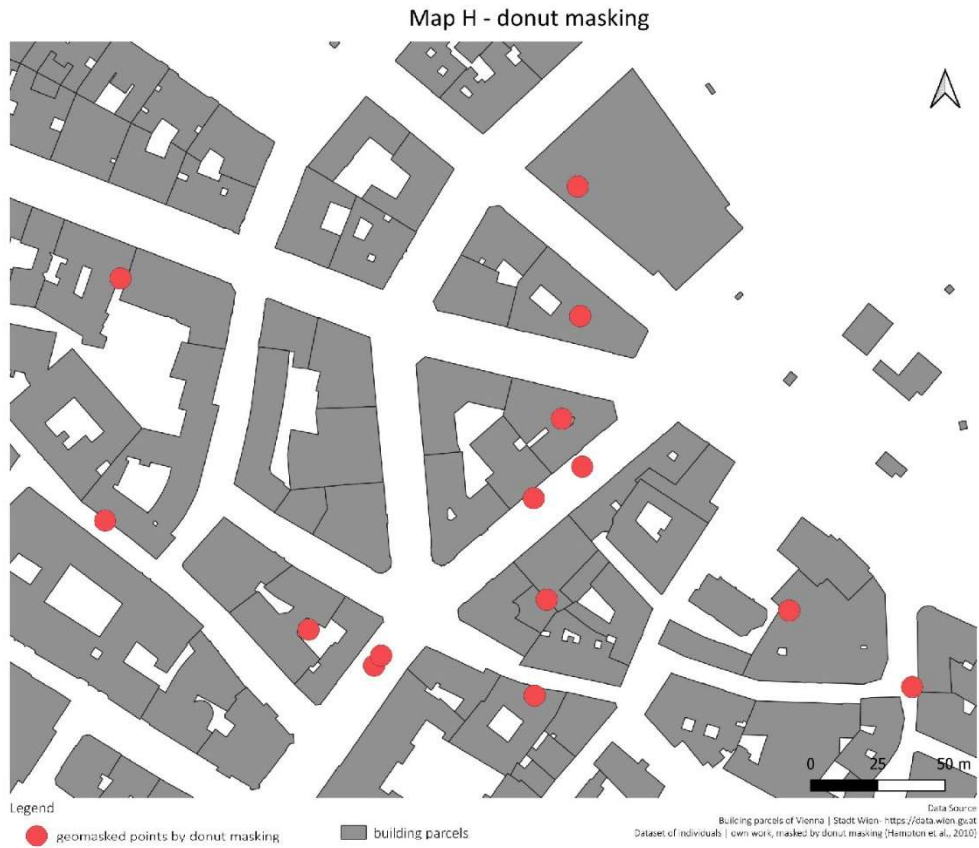 Map H - donut masking
0 25 50 m
Legend
geomasked points by donut masking
building parcels
Data Source
Building parcels of Vienna | Stadt Wien- https://data.wien.gv.at
Dataset of individuals | own work, masked by donut masking (Hampton et al., 2010)